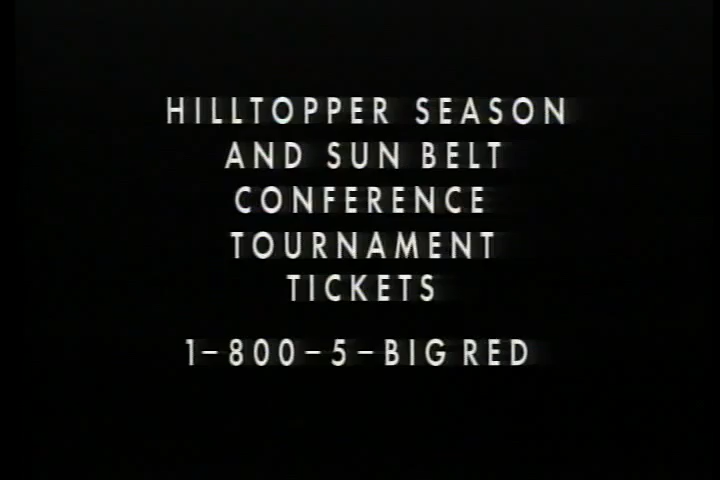 HILLTOPPER SEASON
AND SUN BELT
CONFERENCE
TOURNAMENT
TICKETS
1-800-5-BIG RED